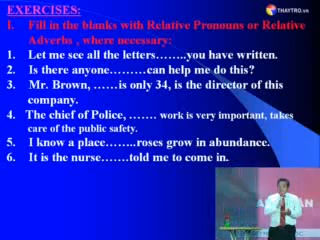 EXERCISES:
THAYTRO.VN
I. Fill in the blanks with Relative Pronouns or Relative
Adverbs , where necessary:
1. Let me see all the letters……..you have written.
2. Is there anyone………can help me do this?
3. Mr. Brown, ……is only 34, is the director of this
company.
4. The chief of Police, ……. work is very important, takes
care of the public safety.
5. I know a place……..roses grow in abundance.
6. It is the nurse…….told me to come in.